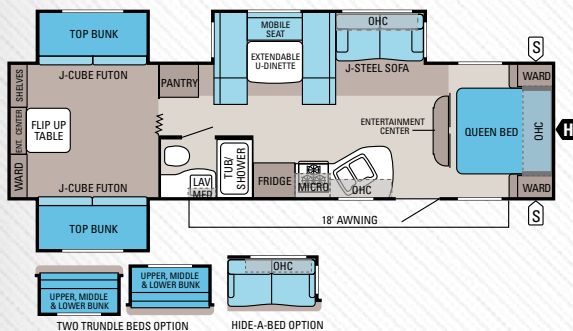 TOP BUNK
MOBILE
SEAT
EXTENDABLE
J-DINETTE
OHC
J-STEEL SOFA
S
SHELVES
J-CUBE FUTON
PANTRY
WARD
ENT. CENTER
FLIP UP
TABLE
ENTERTAINMENT
CENTER
QUEEN BED
OHC
H
WARD
J-CUBE FUTON
LAV
MED
TUB/
SHOWER
FRIDGE
MICRO
OHC
WARD
S
TOP BUNK
18' AWNING
UPPER, MIDDLE
& LOWER BUNK
UPPER, MIDDLE
& LOWER BUNK
OHC
TWO TRUNDLE BEDS OPTION
HIDE-A-BED OPTION